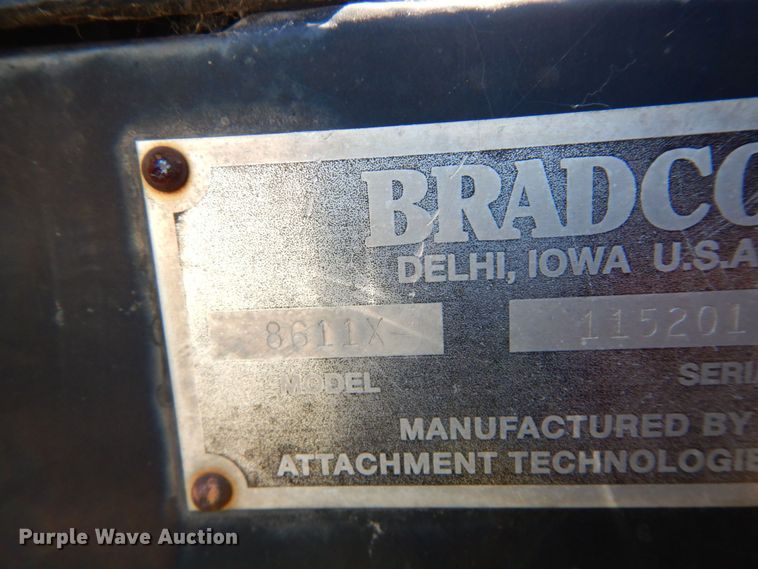 BRADCO
DELHI, IOWA U.S.A
8611X 115201
MODEL SERI
MANUFACTURED BY
ATTACHMENT TECHNOLOGIE
Purple Wave Auction